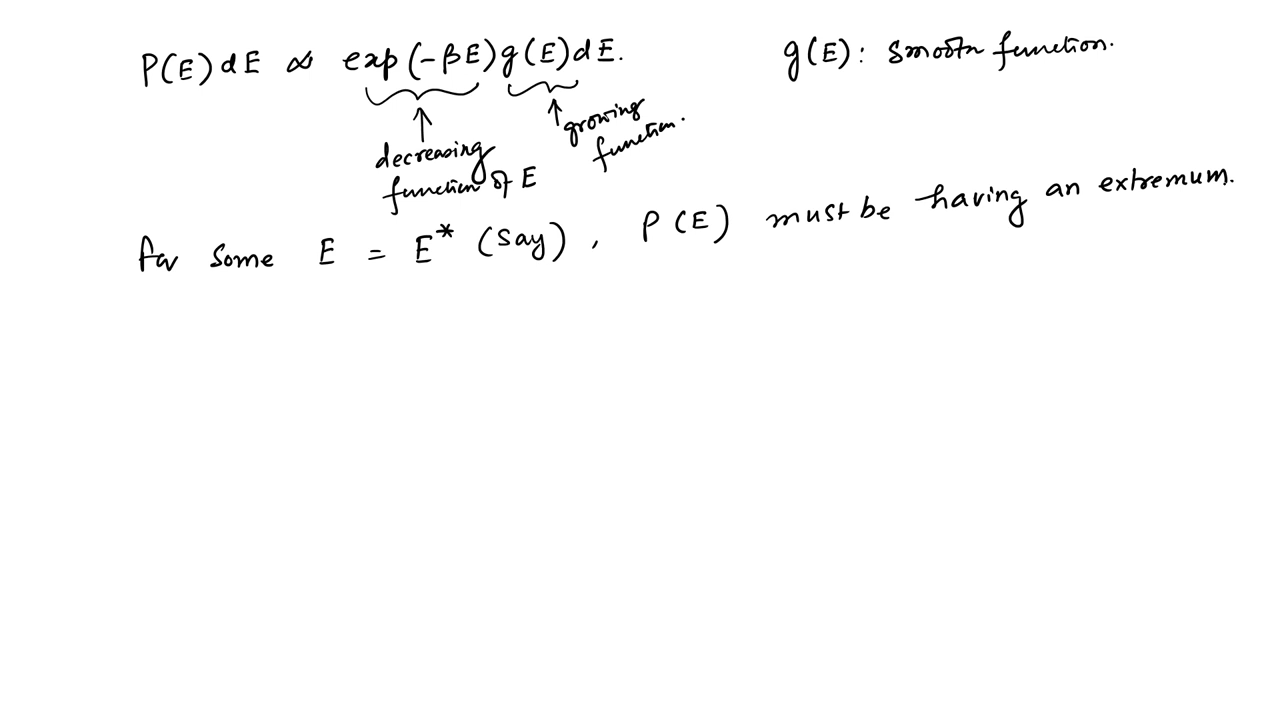 P(E)dE ∝ exp(-βE)g(E)dE.
g(E): smooth function.
decreasing
function of E
growing
function.
for some E = E* (say), P(E) must be having an extremum.